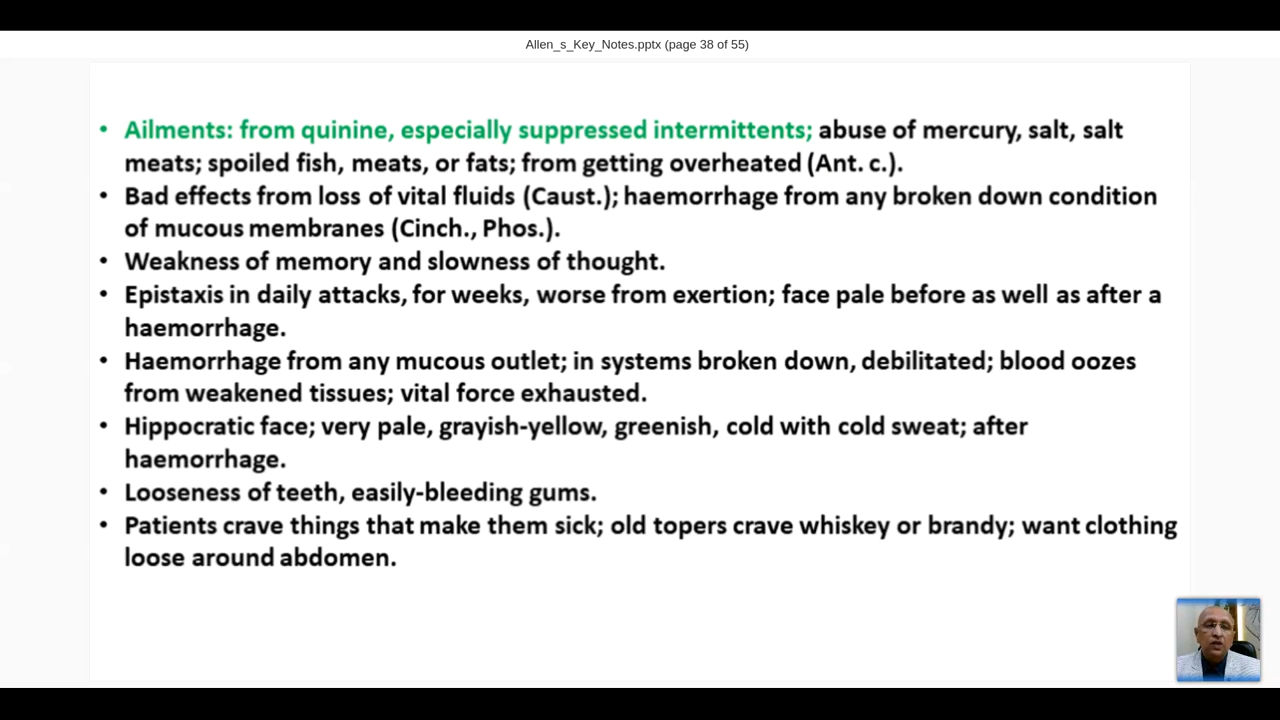 Allen_s_Key_Notes.pptx (page 38 of 55)
• Ailments: from quinine, especially suppressed intermittents; abuse of mercury, salt, salt
meats; spoiled fish, meats, or fats; from getting overheated (Ant. c.).
• Bad effects from loss of vital fluids (Caust.); haemorrhage from any broken down condition
of mucous membranes (Cinch., Phos.).
• Weakness of memory and slowness of thought.
• Epistaxis in daily attacks, for weeks, worse from exertion; face pale before as well as after a
haemorrhage.
• Haemorrhage from any mucous outlet; in systems broken down, debilitated; blood oozes
from weakened tissues; vital force exhausted.
• Hippocratic face; very pale, grayish-yellow, greenish, cold with cold sweat; after
haemorrhage.
• Looseness of teeth, easily-bleeding gums.
• Patients crave things that make them sick; old topers crave whiskey or brandy; want clothing
loose around abdomen.